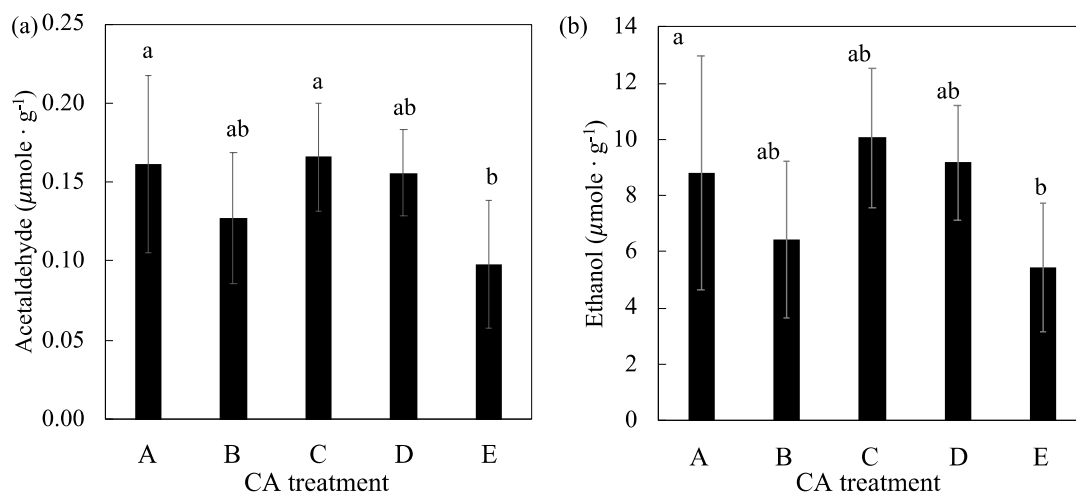 (a)
Acetaldehyde (µmole · g-1)
0.25
0.20
0.15
0.10
0.05
0.00
a
ab
a
ab
b
A B C D E
CA treatment
(b)
Ethanol (µmole · g-1)
14
12
10
8
6
4
2
0
a
ab
ab
ab
b
A B C D E
CA treatment